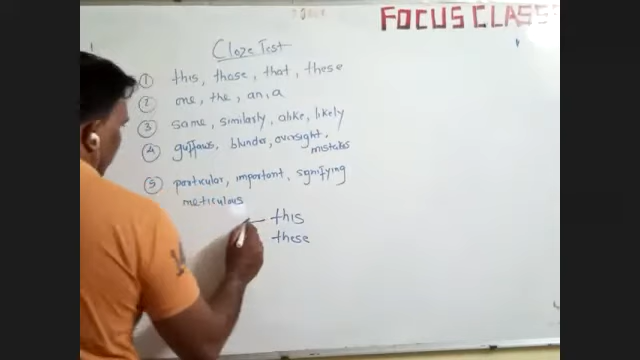 FOCUS CLASS
Cloze Test
① this, those, that, these
② one, the, an, a
③ same, similarly, alike, likely
④ guffaws, blunder, oversight,
mistakes
⑤ particular, important, signifying
meticulous
this
these